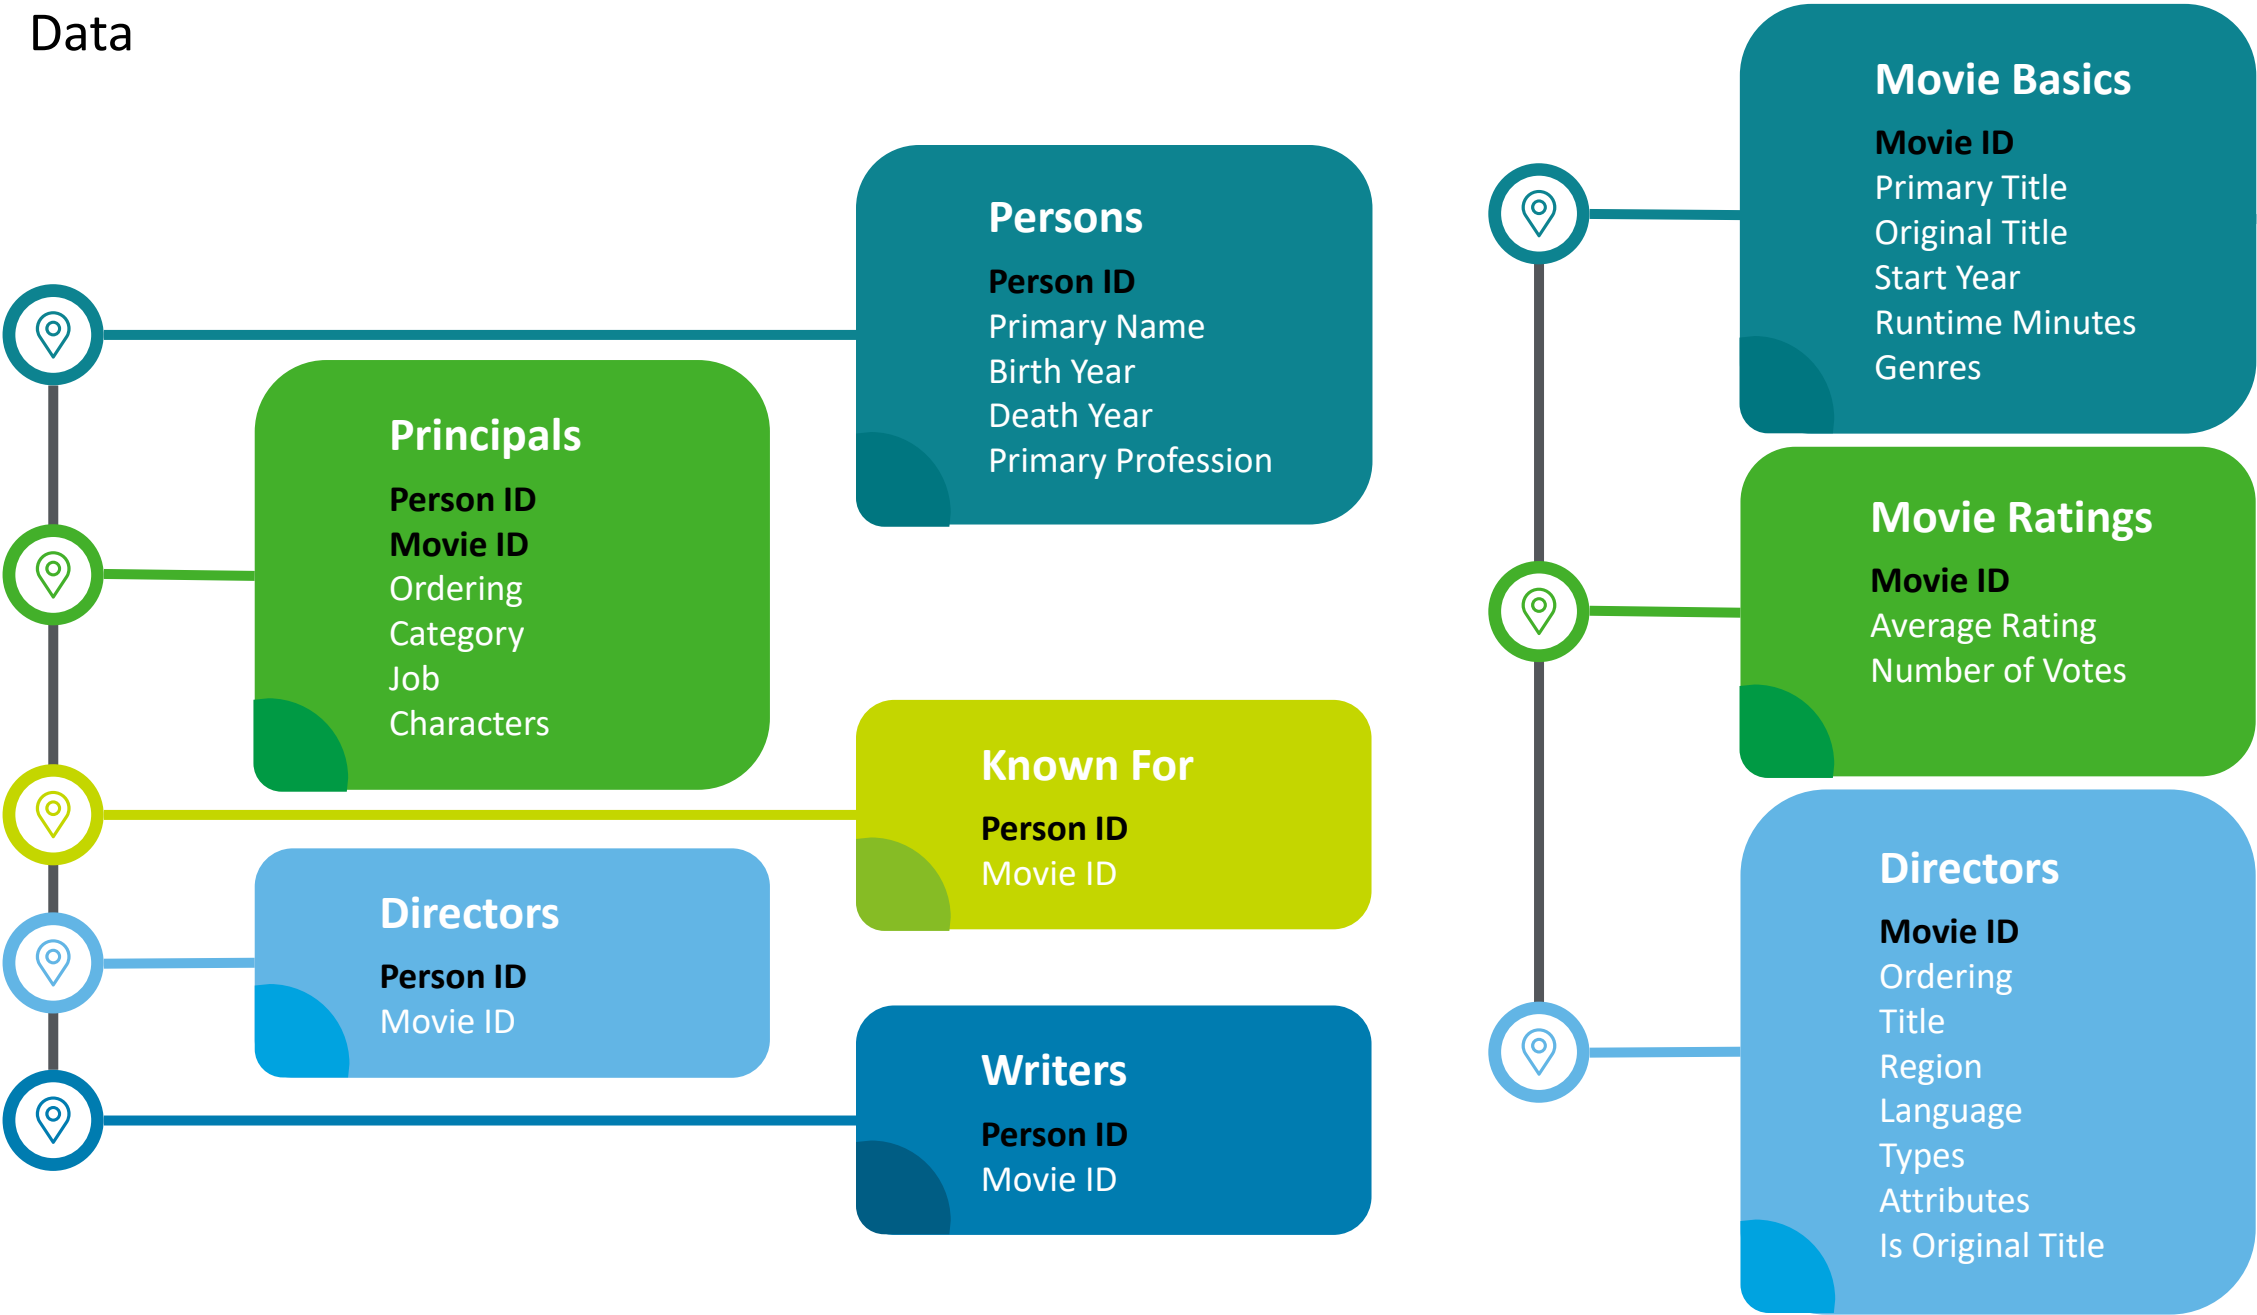 Data
Persons
Person ID
Primary Name
Birth Year
Death Year
Primary Profession
Principals
Person ID
Movie ID
Ordering
Category
Job
Characters
Known For
Person ID
Movie ID
Directors
Person ID
Movie ID
Writers
Person ID
Movie ID
Movie Basics
Movie ID
Primary Title
Original Title
Start Year
Runtime Minutes
Genres
Movie Ratings
Movie ID
Average Rating
Number of Votes
Directors
Movie ID
Ordering
Title
Region
Language
Types
Attributes
Is Original Title